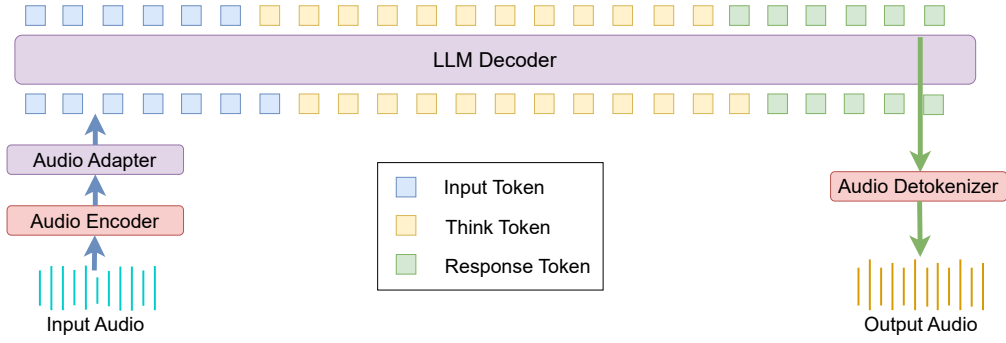 LLM Decoder
Audio Adapter
Audio Encoder
Input Audio
Input Token
Think Token
Response Token
Audio Detokenizer
Output Audio